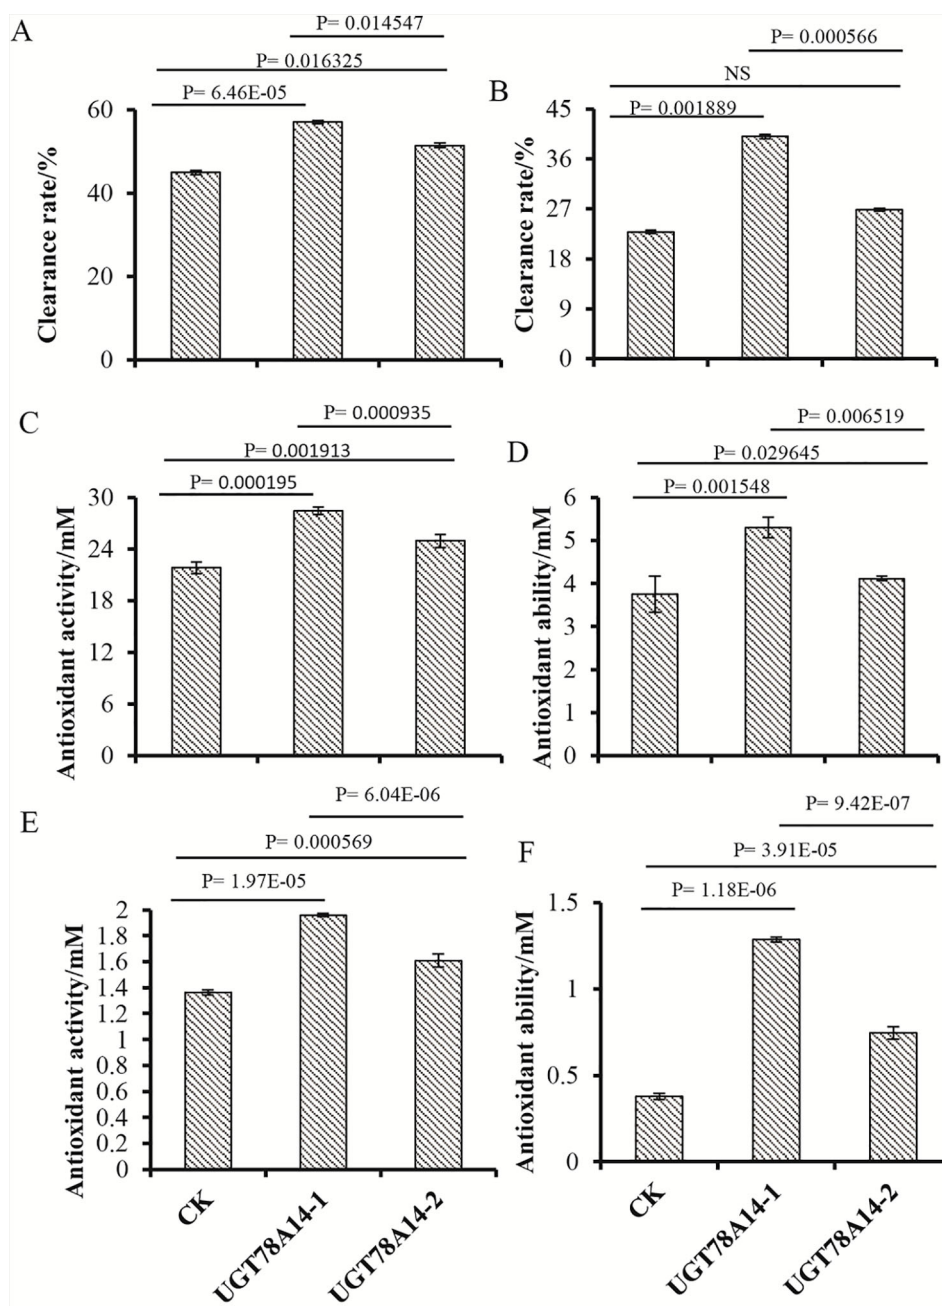 A
P= 0.014547
P= 0.016325
P= 6.46E-05
60
40
20
0
Clearance rate/%
B
P= 0.000566
NS
P= 0.001889
45
36
27
18
9
0
Clearance rate/%
C
P= 0.000935
P= 0.001913
P= 0.000195
30
24
18
12
6
0
Antioxidant activity/mM
D
P= 0.006519
P= 0.029645
P= 0.001548
6
5
4
3
2
1
0
Antioxidant ability/mM
E
P= 6.04E-06
P= 0.000569
P= 1.97E-05
2
1.8
1.6
1.4
1.2
1
0.8
0.6
0.4
0.2
0
Antioxidant activity/mM
CK
UGT78A14-1
UGT78A14-2
F
P= 9.42E-07
P= 3.91E-05
P= 1.18E-06
1.5
1
0.5
0
Antioxidant ability/mM
CK
UGT78A14-1
UGT78A14-2